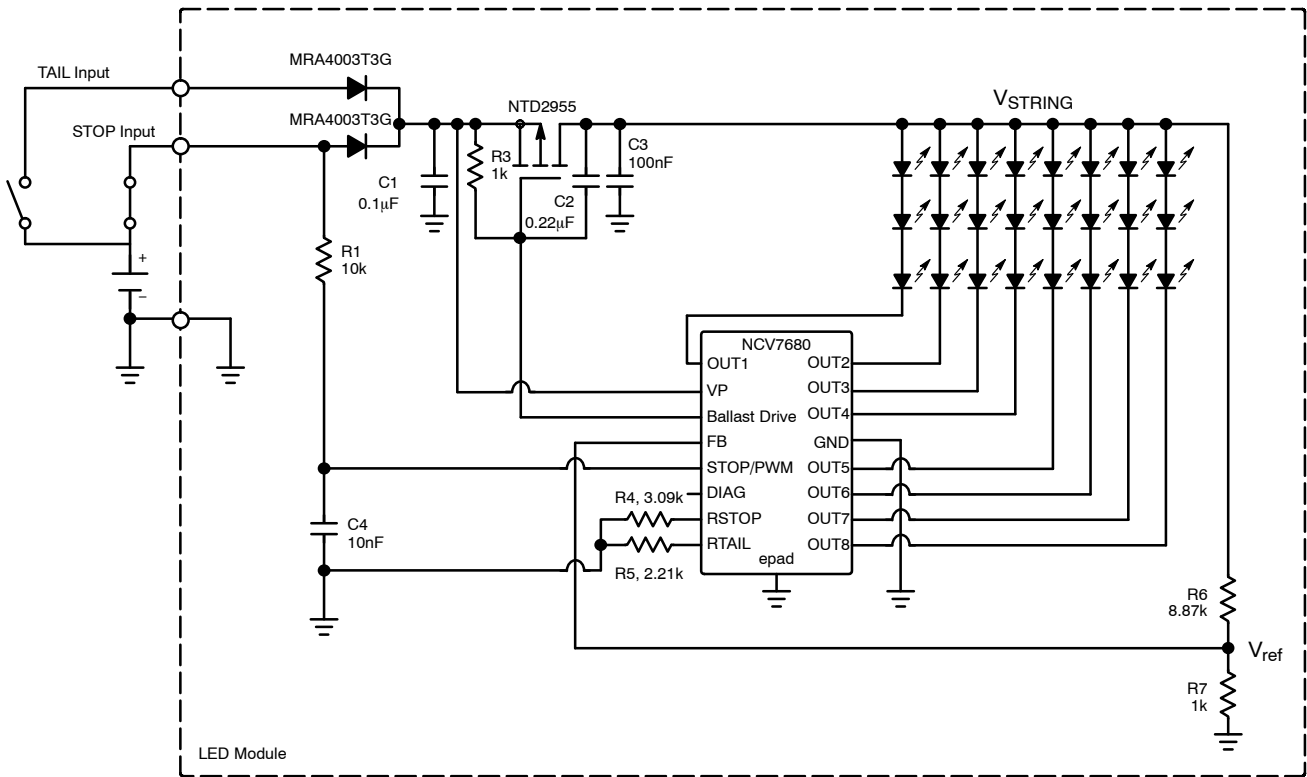 MRA4003T3G
TAIL Input
NTD2955
VSTRING
MRA4003T3G
STOP Input
C3
100nF
R3
1k
C1
0.1μF
C2
0.22μF
R1
10k
+
−
NCV7680
OUT1
OUT2
VP
OUT3
Ballast Drive
OUT4
FB
GND
STOP/PWM
OUT5
R4, 3.09k
DIAG
OUT6
RSTOP
OUT7
C4
10nF
RTAIL
OUT8
epad
R5, 2.21k
R6
8.87k
Vref
R7
1k
LED Module